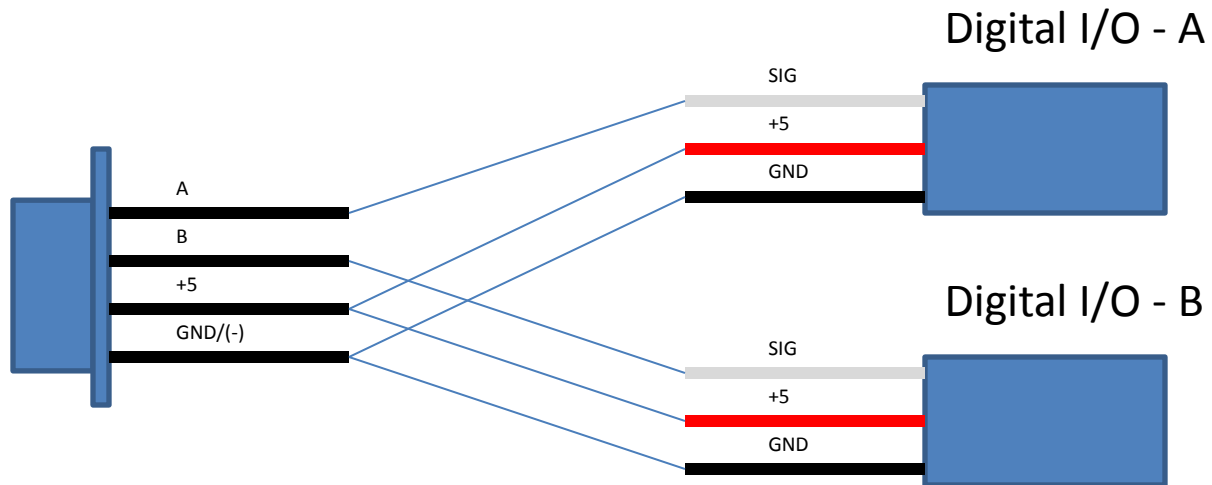 Digital I/O - A
SIG
+5
GND
A
B
+5
GND/(-)
Digital I/O - B
SIG
+5
GND